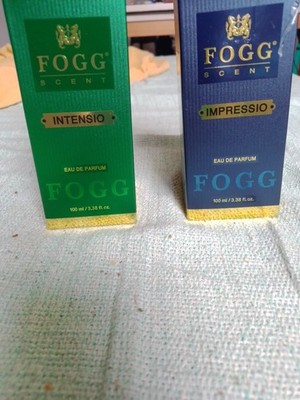 FOGG®
SCENT
INTENSIO
EAU DE PARFUM
FOGG
100 ml / 3.38 fl. oz.
FOGG®
SCENT
IMPRESSIO
EAU DE PARFUM
FOGG
100 ml / 3.38 fl. oz.